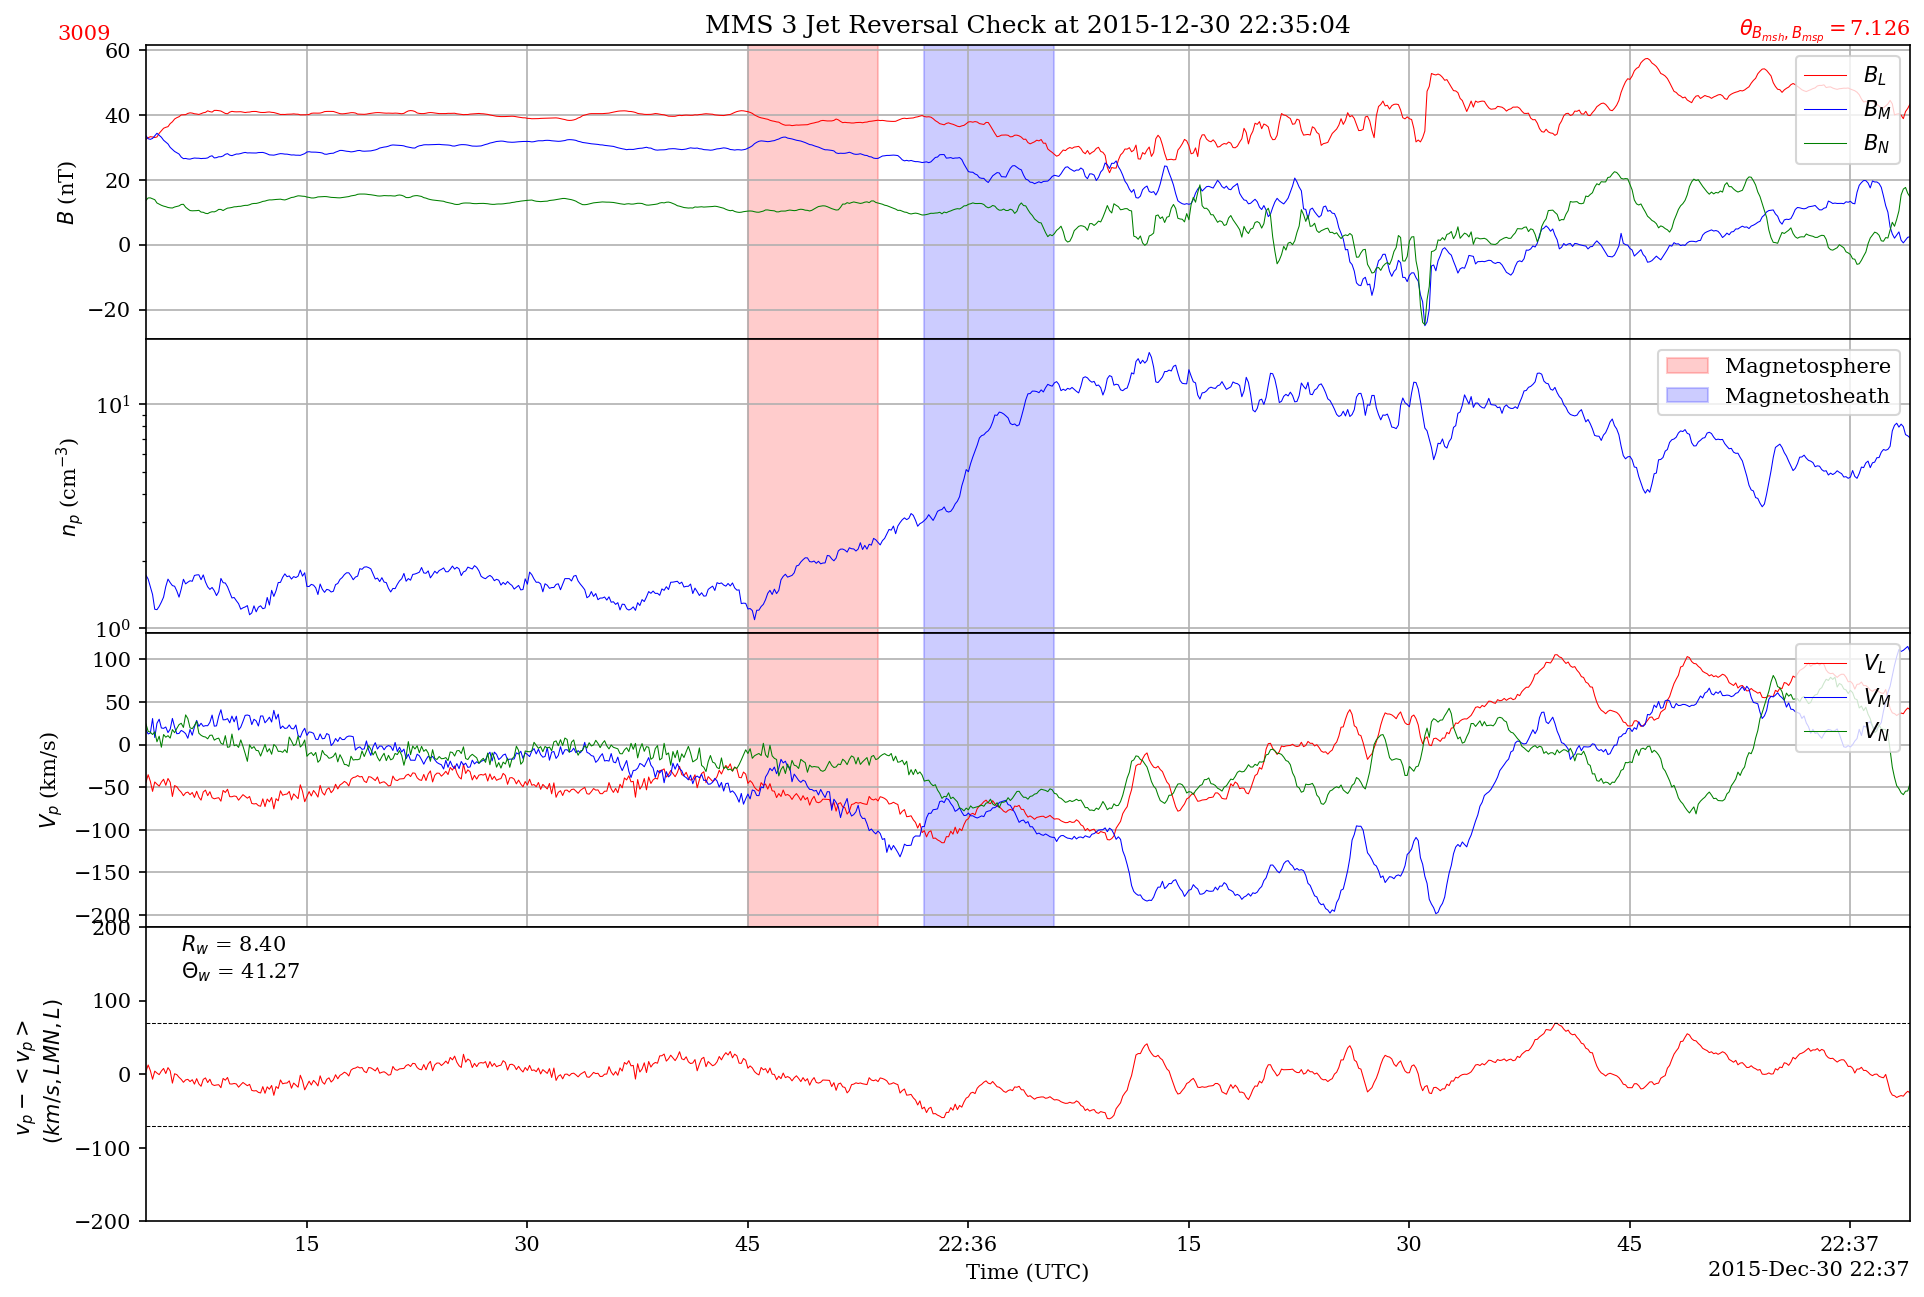 MMS 3 Jet Reversal Check at 2015-12-30 22:35:04
3009
θ_{B_{msh}, B_{msp}} = 7.126
60
40
20
0
−20
B (nT)
B_L
B_M
B_N
10^1
10^0
n_p (cm^{−3})
Magnetosphere
Magnetosheath
100
50
0
−50
−100
−150
−200
V_p (km/s)
V_L
V_M
V_N
200
100
0
−100
−200
v_p − < v_p >
(km/s, LMN, L)
R_w = 8.40
Θ_w = 41.27
15
30
45
22:36
15
30
45
22:37
Time (UTC)
2015-Dec-30 22:37